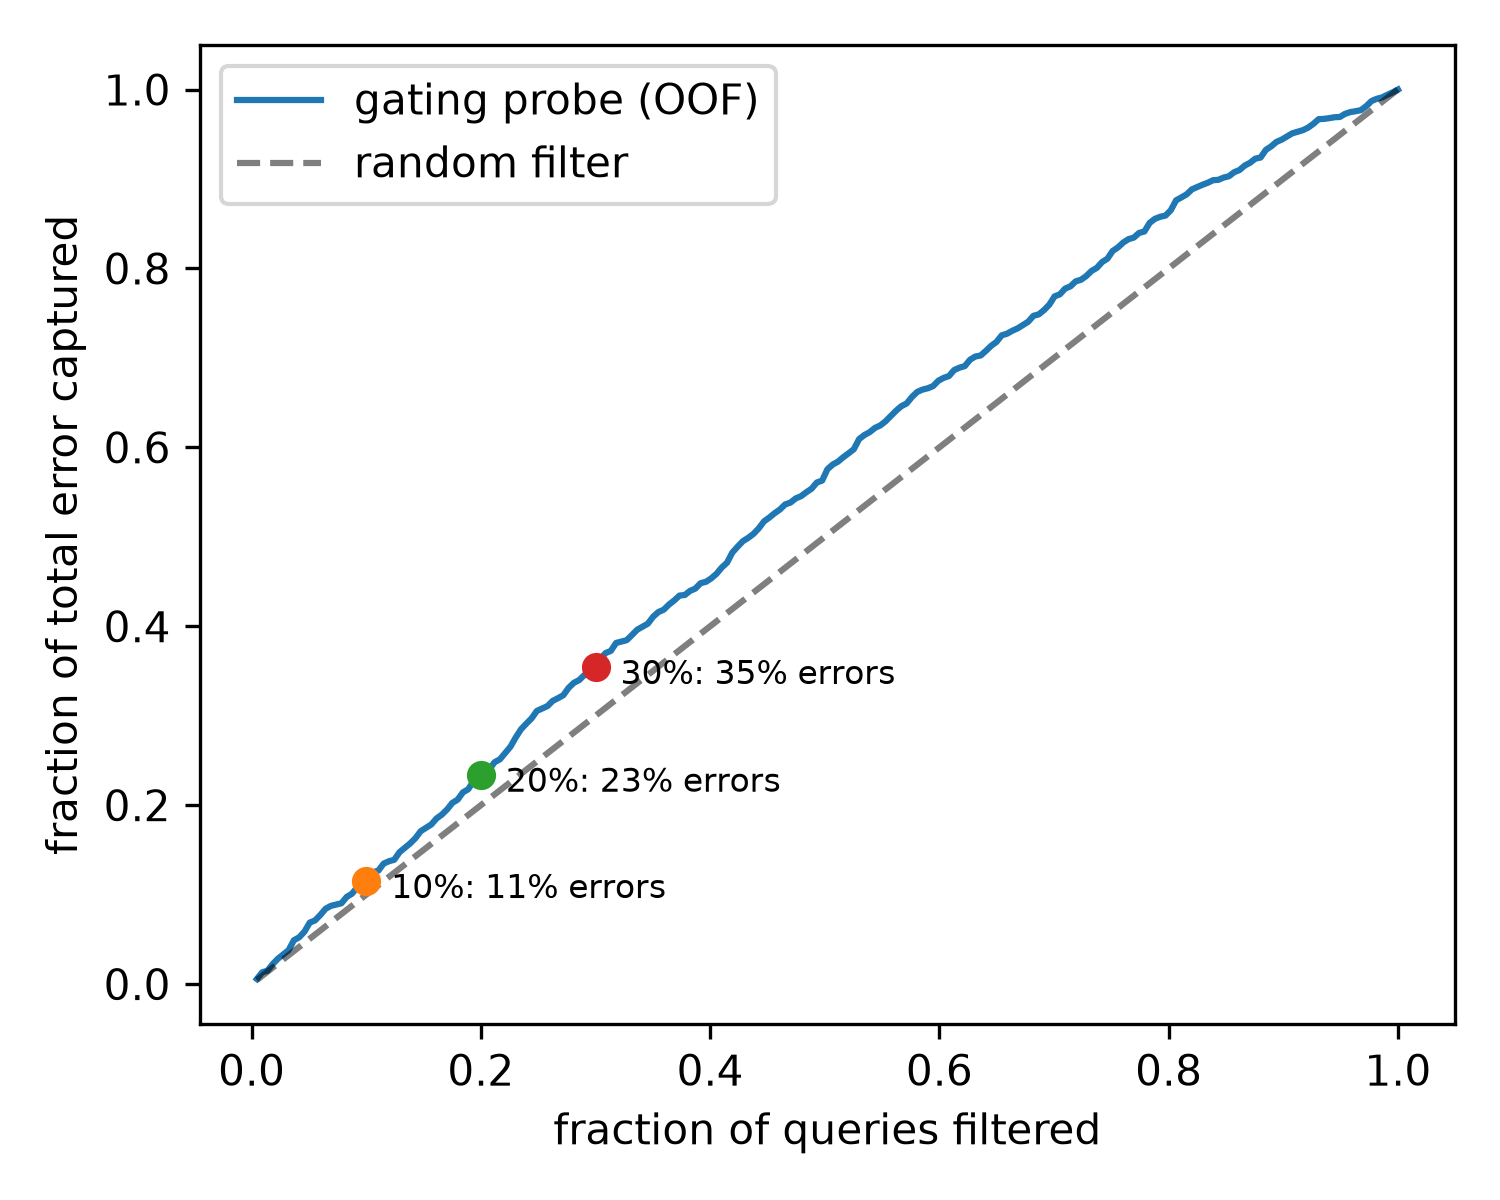 gating probe (OOF)
random filter
1.0
0.8
0.6
0.4
0.2
0.0
fraction of total error captured
30%: 35% errors
20%: 23% errors
10%: 11% errors
0.0 0.2 0.4 0.6 0.8 1.0
fraction of queries filtered